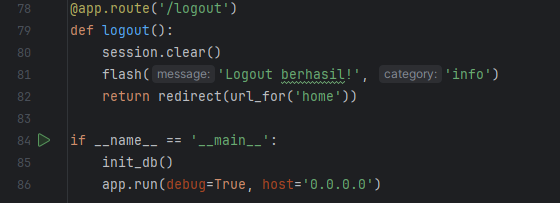 78 @app.route('/logout')
79 def logout():
80     session.clear()
81     flash( message: 'Logout berhasil!', category: 'info')
82     return redirect(url_for('home'))
83
84 if __name__ == '__main__':
85     init_db()
86     app.run(debug=True, host='0.0.0.0')